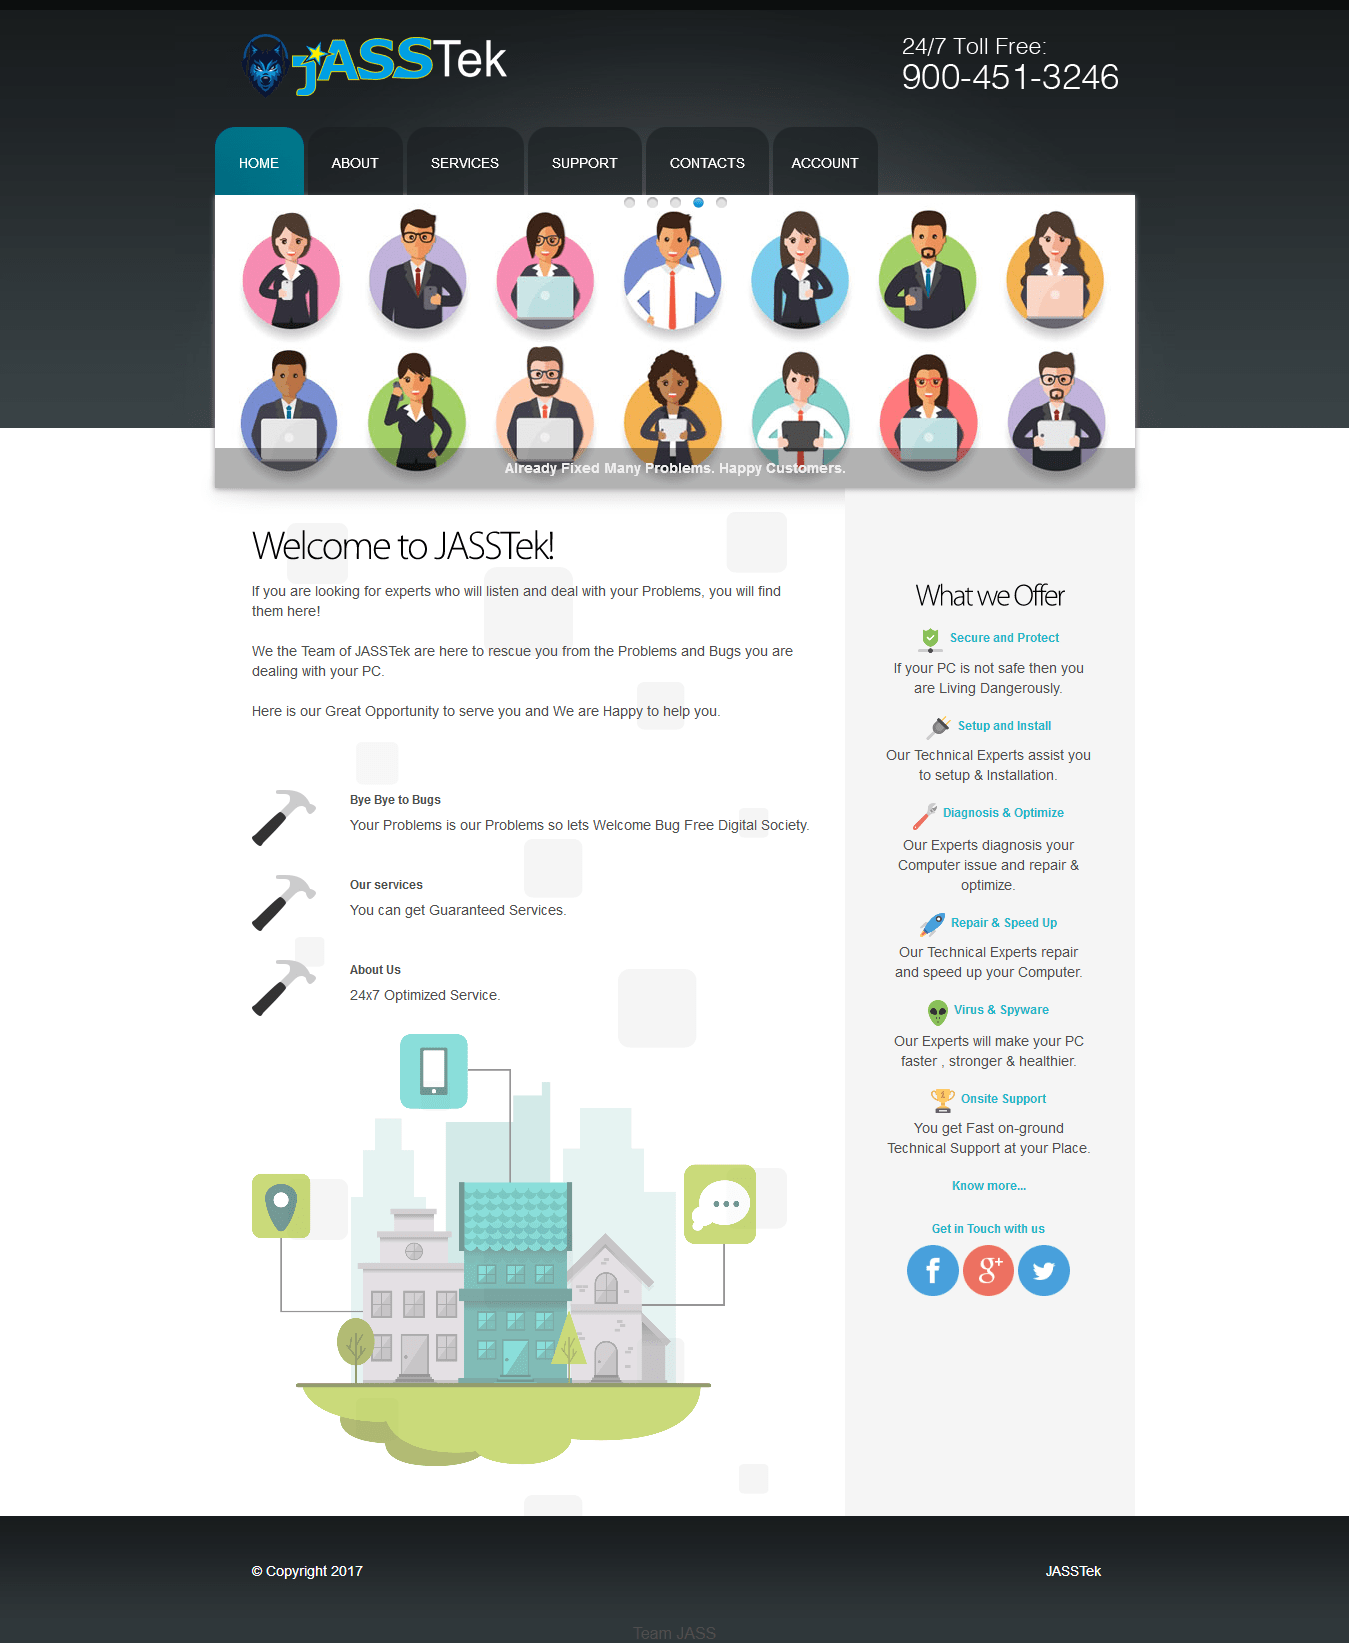 jASSTek
24/7 Toll Free:
900-451-3246
HOME
ABOUT
SERVICES
SUPPORT
CONTACTS
ACCOUNT
Already Fixed Many Problems. Happy Customers.
Welcome to JASSTek!
If you are looking for experts who will listen and deal with your Problems, you will find
them here!
We the Team of JASSTek are here to rescue you from the Problems and Bugs you are
dealing with your PC.
Here is our Great Opportunity to serve you and We are Happy to help you.
Bye Bye to Bugs
Your Problems is our Problems so lets Welcome Bug Free Digital Society.
Our services
You can get Guaranteed Services.
About Us
24x7 Optimized Service.
What we Offer
Secure and Protect
If your PC is not safe then you
are Living Dangerously.
Setup and Install
Our Technical Experts assist you
to setup & Installation.
Diagnosis & Optimize
Our Experts diagnosis your
Computer issue and repair &
optimize.
Repair & Speed Up
Our Technical Experts repair
and speed up your Computer.
Virus & Spyware
Our Experts will make your PC
faster , stronger & healthier.
1
Onsite Support
You get Fast on-ground
Technical Support at your Place.
Know more...
Get in Touch with us
f
g+
© Copyright 2017
JASSTek
Team JASS